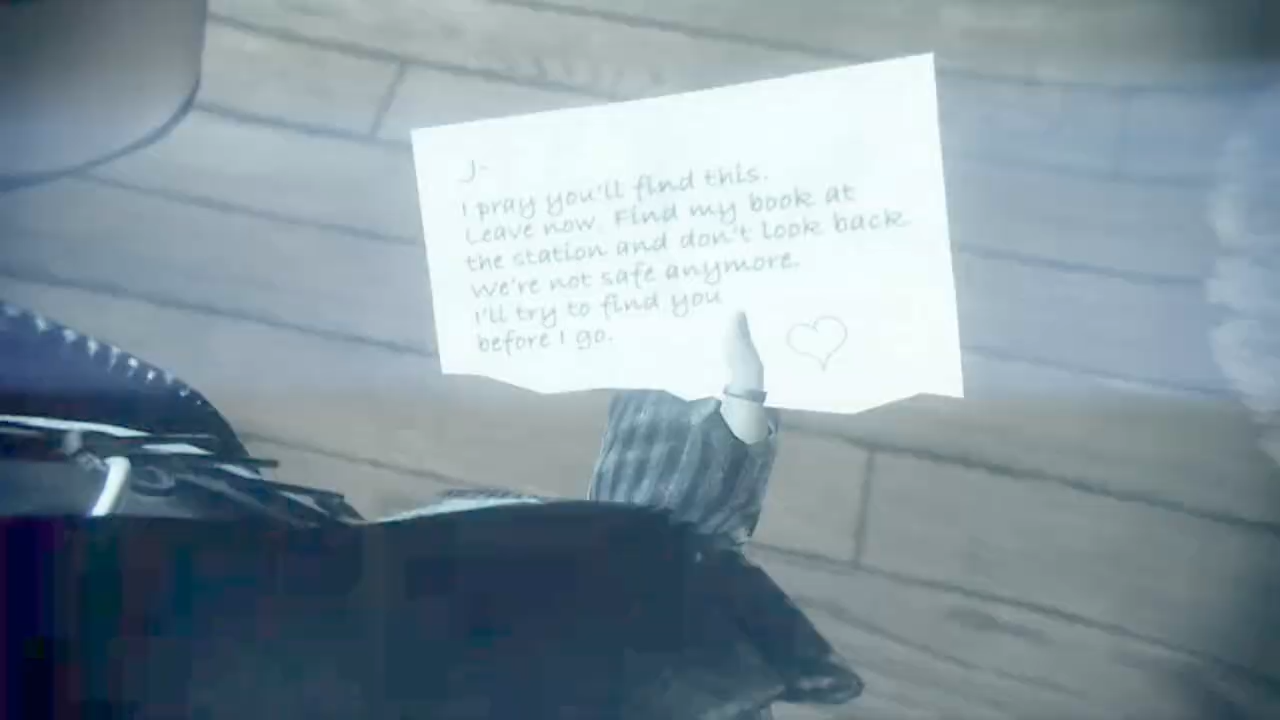 J-
I pray you'll find this.
Leave now. Find my book at
the station and don't look back.
We're not safe anymore.
I'll try to find you
before I go.